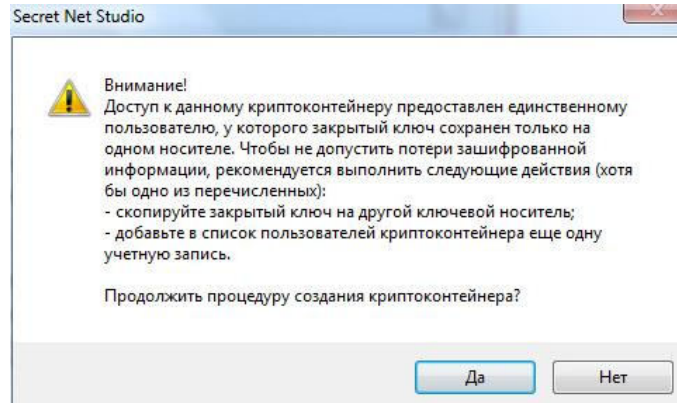 Secret Net Studio
Внимание!
Доступ к данному криптоконтейнеру предоставлен единственному
пользователю, у которого закрытый ключ сохранен только на
одном носителе. Чтобы не допустить потери зашифрованной
информации, рекомендуется выполнить следующие действия (хотя
бы одно из перечисленных):
- скопируйте закрытый ключ на другой ключевой носитель;
- добавьте в список пользователей криптоконтейнера еще одну
учетную запись.
Продолжить процедуру создания криптоконтейнера?
Да
Нет